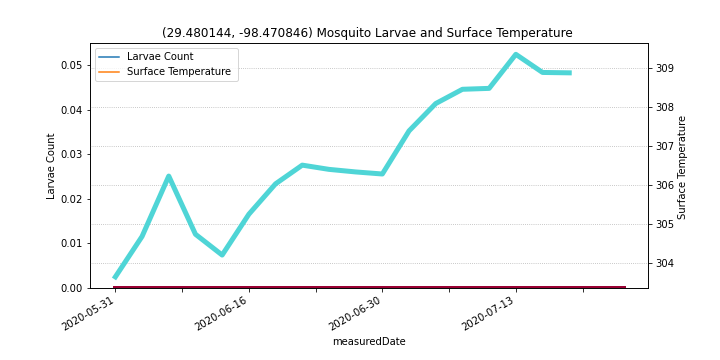 (29.480144, -98.470846) Mosquito Larvae and Surface Temperature
Larvae Count
Surface Temperature
0.05
0.04
0.03
0.02
0.01
0.00
Larvae Count
309
308
307
306
305
304
Surface Temperature
2020-05-31
2020-06-16
2020-06-30
2020-07-13
measuredDate